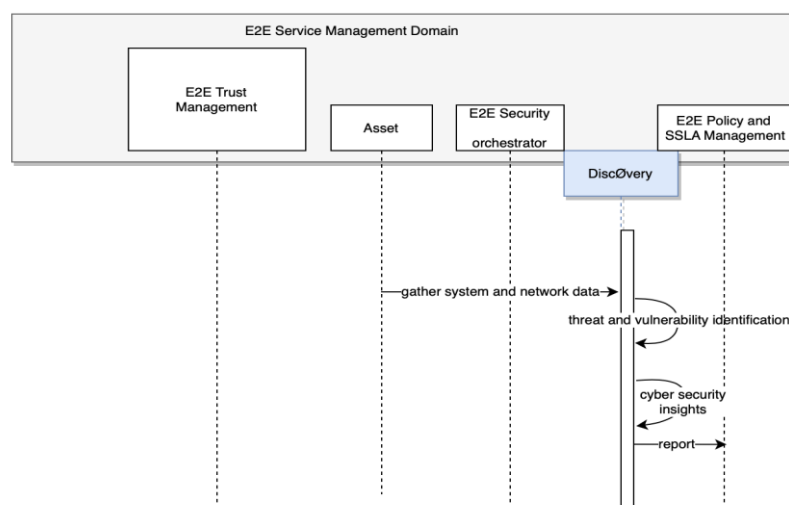 E2E Service Management Domain
E2E Trust
Management
Asset
E2E Security
orchestrator
E2E Policy and
SSLA Management
DiscØvery
gather system and network data
threat and vulnerability identification
cyber security
insights
report